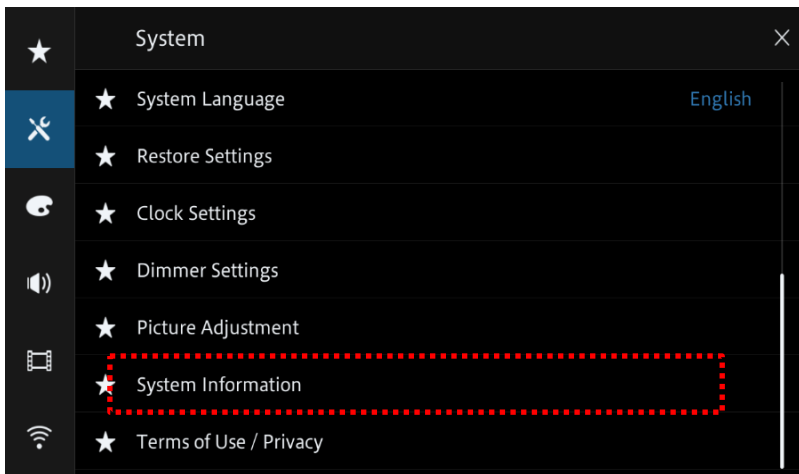 System
System Language English
Restore Settings
Clock Settings
Dimmer Settings
Picture Adjustment
System Information
Terms of Use / Privacy